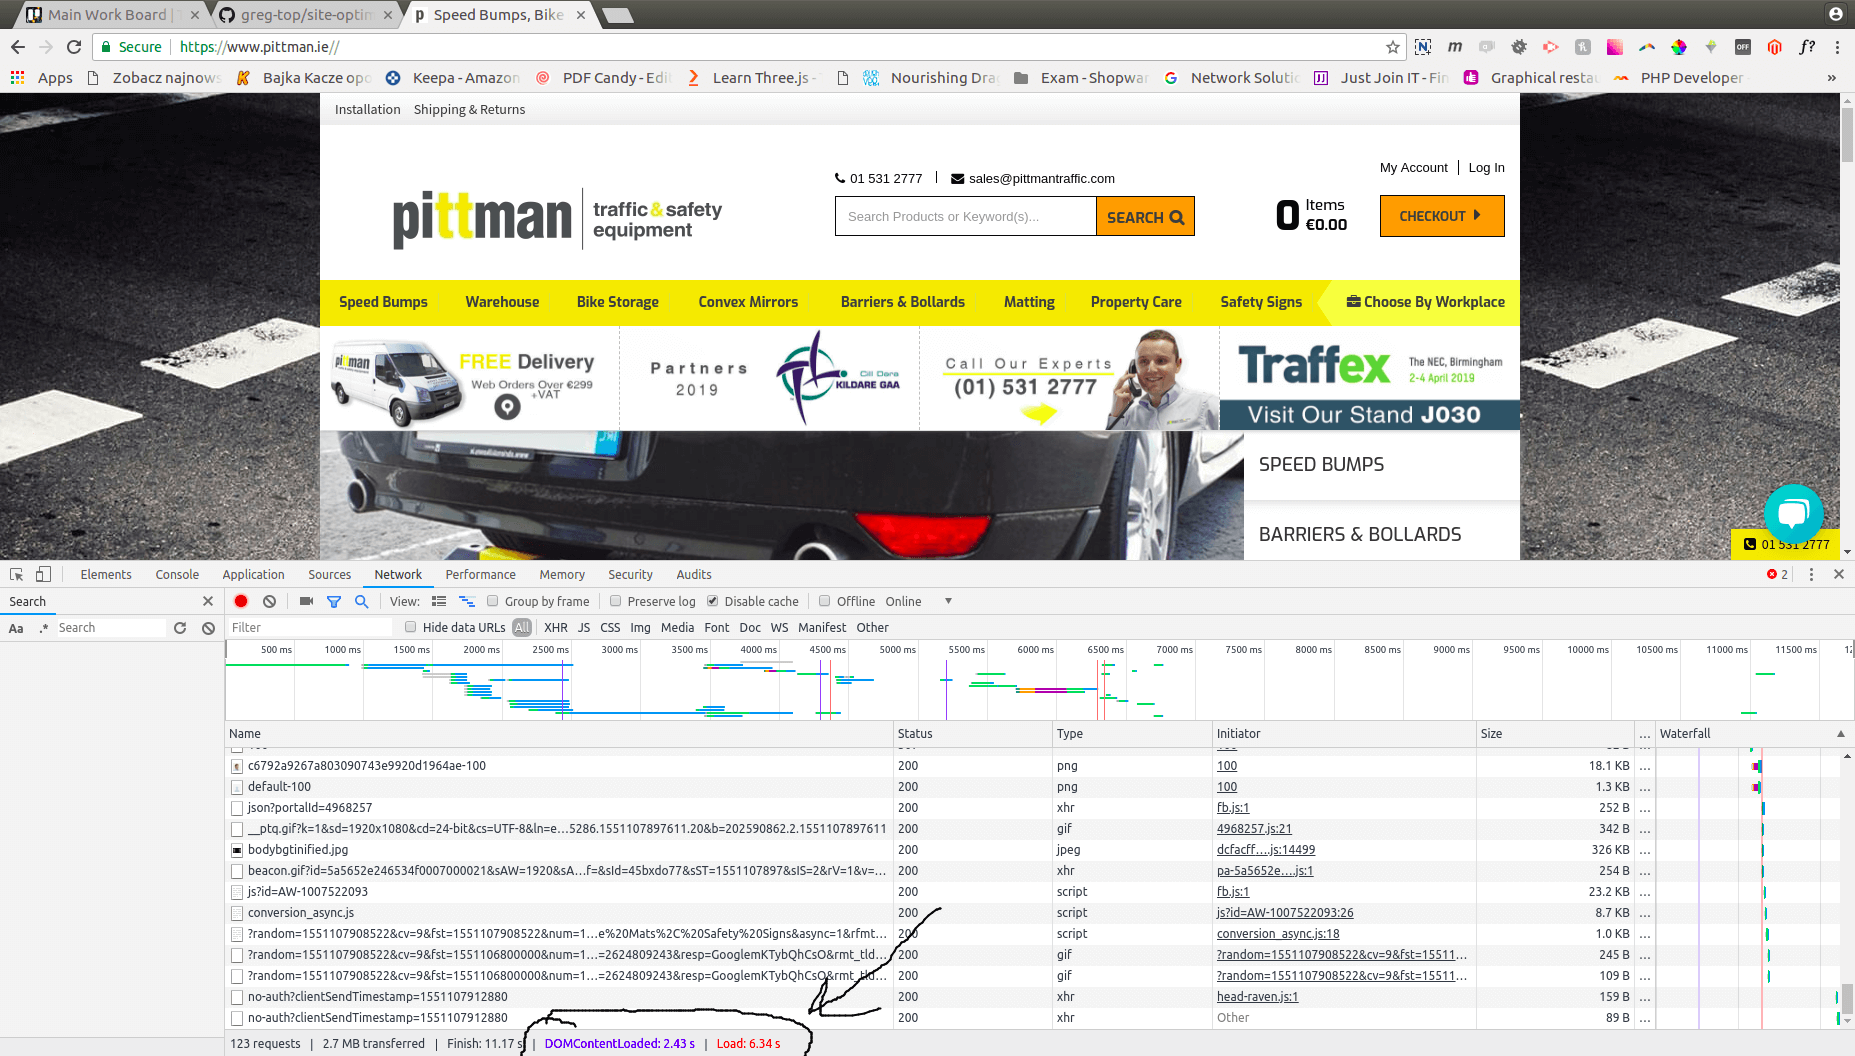 Main Work Board | T
greg-top/site-optim
Speed Bumps, Bike
Secure
https://www.pittman.ie//
Apps
Zobacz najnows
Bajka Kacze opo
Keepa - Amazon
PDF Candy - Edi
Learn Three.js -
Nourishing Dra
Exam - Shopwar
Network Soluti
Just Join IT - Fin
Graphical resta
PHP Developer
»
Installation Shipping & Returns
My Account | Log In
01 531 2777 | sales@pittmantraffic.com
pittman
traffic & safety
equipment
Search Products or Keyword(s)...
SEARCH
0 Items
€0.00
CHECKOUT
Speed Bumps
Warehouse
Bike Storage
Convex Mirrors
Barriers & Bollards
Matting
Property Care
Safety Signs
Choose By Workplace
pittman
FREE Delivery
Web Orders Over €299
+VAT
Partners
2019
Cill Dara
KILDARE GAA
Call Our Experts
(01) 531 2777
Traffex
The NEC, Birmingham
2-4 April 2019
Visit Our Stand J030
SPEED BUMPS
BARRIERS & BOLLARDS
01 531 2777
Elements Console Application Sources Network Performance Memory Security Audits
2
Search
View: Group by frame Preserve log Disable cache Offline Online
Aa .* Search
Filter
Hide data URLs All XHR JS CSS Img Media Font Doc WS Manifest Other
500 ms 1000 ms 1500 ms 2000 ms 2500 ms 3000 ms 3500 ms 4000 ms 4500 ms 5000 ms 5500 ms 6000 ms 6500 ms 7000 ms 7500 ms 8000 ms 8500 ms 9000 ms 9500 ms 10000 ms 10500 ms 11000 ms 11500 ms 12
Name Status Type Initiator Size ... Waterfall
c6792a9267a803090743e9920d1964ae-100 200 png 100 18.1 KB ...
default-100 200 png 100 1.3 KB ...
json?portalId=4968257 200 xhr fb.js:1 252 B ...
__ptq.gif?k=1&sd=1920x1080&cd=24-bit&cs=UTF-8&ln=e…5286.1551107897611.20&b=202590862.2.1551107897611 200 gif 4968257.js:21 342 B ...
bodybgtinified.jpg 200 jpeg dcfacff….js:14499 326 KB ...
beacon.gif?id=5a5652e246534f0007000021&sAW=1920&sA…f=&sId=45bxdo77&sST=1551107897&sIS=2&rV=1&v=… 200 xhr pa-5a5652e….js:1 254 B ...
js?id=AW-1007522093 200 script fb.js:1 23.2 KB ...
conversion_async.js 200 script js?id=AW-1007522093:26 8.7 KB ...
?random=1551107908522&cv=9&fst=1551107908522&num=1…e%20Mats%2C%20Safety%20Signs&async=1&rfmt… 200 script conversion_async.js:18 1.0 KB ...
?random=1551107908522&cv=9&fst=1551106800000&num=1…=2624809243&resp=GooglemKTybQhCsO&rmt_tld… 200 gif ?random=1551107908522&cv=9&fst=15511… 245 B ...
?random=1551107908522&cv=9&fst=1551106800000&num=1…=2624809243&resp=GooglemKTybQhCsO&rmt_tld… 200 gif ?random=1551107908522&cv=9&fst=15511… 109 B ...
no-auth?clientSendTimestamp=1551107912880 200 xhr head-raven.js:1 159 B ...
no-auth?clientSendTimestamp=1551107912880 200 xhr Other 89 B ...
123 requests | 2.7 MB transferred | Finish: 11.17 s | DOMContentLoaded: 2.43 s | Load: 6.34 s